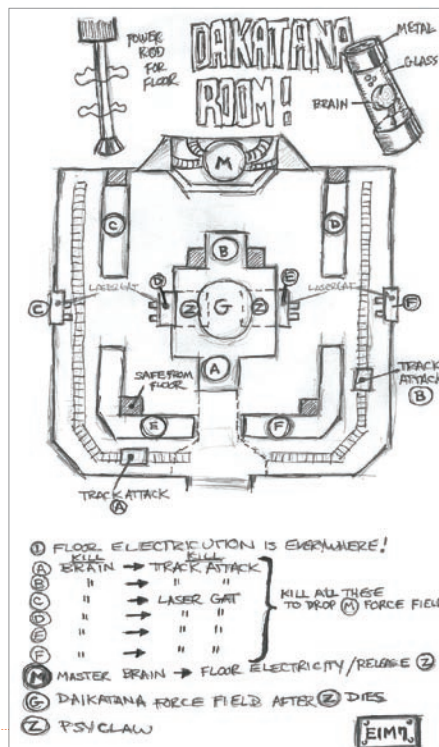 POWER
ROD
FOR
FLOOR
DAIKATANA
ROOM!
METAL
GLASS
BRAIN
M
C
D
B
D
E
LASERGAT
LASERGAT
C
Z
G
Z
F
A
SAFE FROM
FLOOR
TRACK
ATTACK
B
E
F
TRACK ATTACK
A
① FLOOR ELECTRICUTION IS EVERYWHERE!
KILL KILL
Ⓐ BRAIN → TRACK ATTACK
Ⓑ " → " "
Ⓒ " → LASER GAT
Ⓓ " → " "
Ⓔ " → " "
Ⓕ " → " "
KILL ALL THESE
TO DROP Ⓜ FORCE FIELD
Ⓜ MASTER BRAIN → FLOOR ELECTRICITY/RELEASE Ⓩ
Ⓖ DAIKATANA FORCE FIELD AFTER Ⓩ DIES
Ⓩ PSYCLAW
E1M7